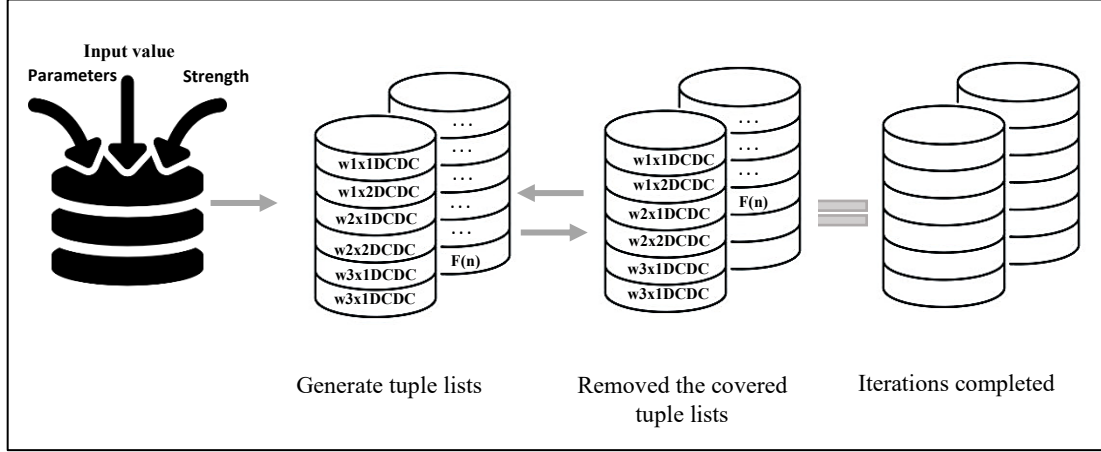 Input value
Parameters
Strength
w1x1DCDC
w1x2DCDC
w2x1DCDC
w2x2DCDC
w3x1DCDC
w3x1DCDC
...
...
...
...
...
F(n)
Generate tuple lists
w1x1DCDC
w1x2DCDC
w2x1DCDC
w2x2DCDC
w3x1DCDC
w3x1DCDC
...
...
...
F(n)
Removed the covered
tuple lists
Iterations completed